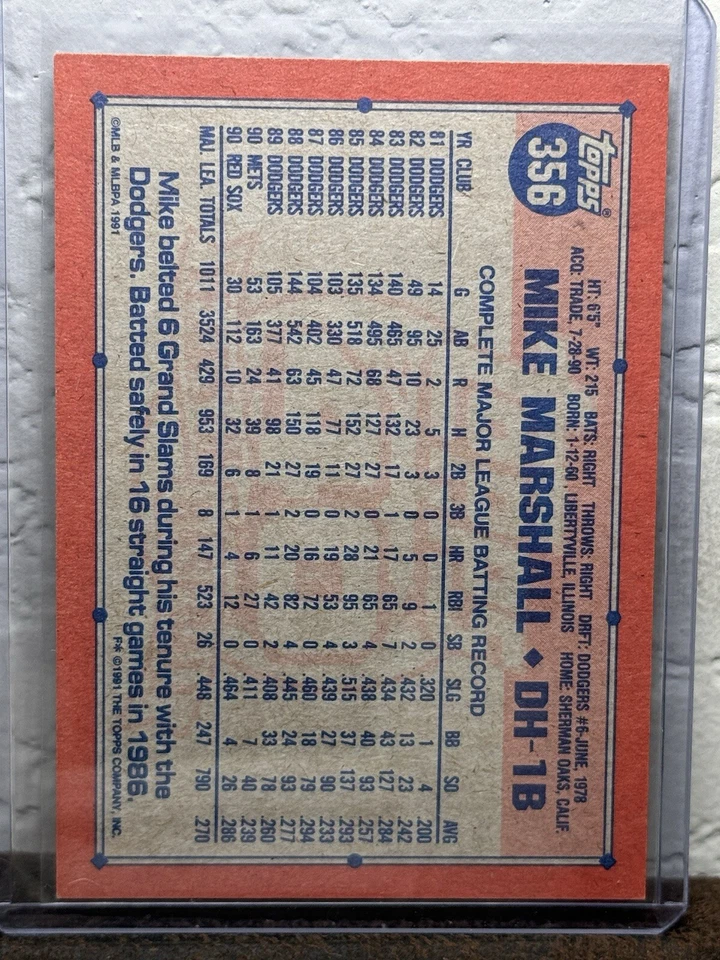 topps®
356
HT: 6'5" WT: 215 BATS: RIGHT THROWS: RIGHT DRFT: DODGERS #6-JUNE, 1978
ACQ: TRADE, 7-28-90 BORN: 1-12-60, LIBERTYVILLE, ILLINOIS HOME: SHERMAN OAKS, CALIF.
MIKE MARSHALL ♦ DH-1B
COMPLETE MAJOR LEAGUE BATTING RECORD
YR CLUB G AB R H 2B 3B HR RBI SB SLG BB SO AVG
81 DODGERS 14 25 2 5 3 0 0 1 0 .320 1 4 .200
82 DODGERS 49 95 10 23 3 0 5 9 2 .432 13 23 .242
83 DODGERS 140 465 47 132 17 1 17 65 7 .434 43 127 .284
84 DODGERS 134 495 68 127 27 0 21 65 4 .438 40 93 .257
85 DODGERS 135 518 72 152 27 2 28 95 3 .515 37 137 .293
86 DODGERS 103 330 47 77 11 0 19 53 4 .439 27 90 .233
87 DODGERS 104 402 45 118 19 0 16 72 0 .460 18 79 .294
88 DODGERS 144 542 63 150 27 2 20 82 4 .445 24 93 .277
89 DODGERS 105 377 41 98 21 1 11 42 2 .408 33 78 .260
90 METS 53 163 24 39 8 1 6 27 0 .411 7 40 .239
90 RED SOX 30 112 10 32 6 1 4 12 0 .464 4 26 .286
MAJ. LEA. TOTALS 1011 3524 429 953 169 8 147 523 26 .448 247 790 .270
Mike belted 6 Grand Slams during his tenure with the
Dodgers. Batted safely in 16 straight games in 1986.
©MLB & MLBPA 1991 F* ©1991 THE TOPPS COMPANY, INC.